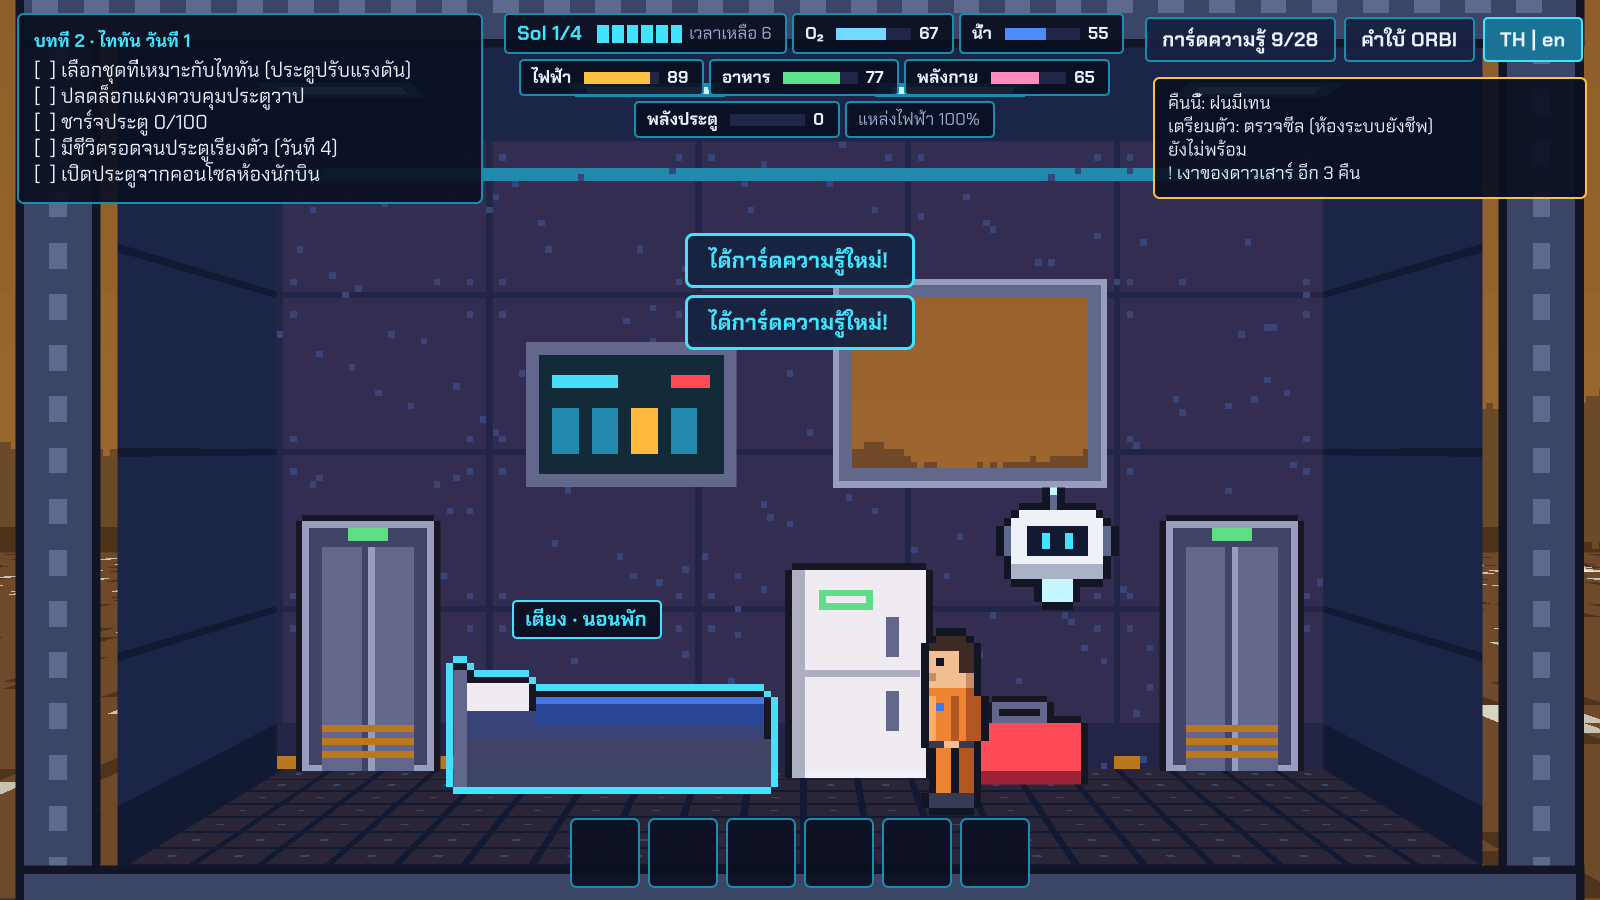 บทที่ 2 · ไททัน วันที่ 1
[ ] เลือกชุดที่เหมาะกับไททัน (ประตูปรับแรงดัน)
[ ] ปลดล็อกแผงควบคุมประตูวาป
[ ] ชาร์จประตู 0/100
[ ] มีชีวิตรอดจนประตูเรียงตัว (วันที่ 4)
[ ] เปิดประตูจากคอนโซลห้องนักบิน
Sol 1/4 เวลาเหลือ 6
O₂ 67
น้ำ 55
ไฟฟ้า 89
อาหาร 77
พลังกาย 65
พลังประตู 0
แหล่งไฟฟ้า 100%
การ์ดความรู้ 9/28
คำใบ้ ORBI
TH | en
คืนนี้: ฝนมีเทน
เตรียมตัว: ตรวจซีล (ห้องระบบยังชีพ)
ยังไม่พร้อม
! เงาของดาวเสาร์ อีก 3 คืน
ได้การ์ดความรู้ใหม่!
ได้การ์ดความรู้ใหม่!
เตียง · นอนพัก